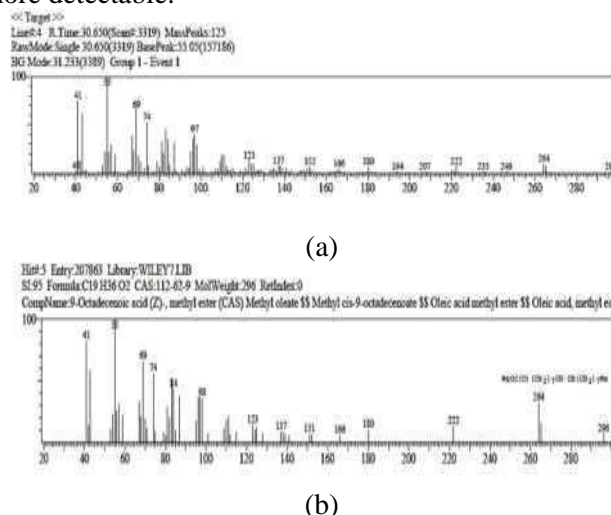 more detectable.
<< Target >>
Line#:4 R.Time:30.650(Scan#:3319) MassPeaks:125
RawMode:Single 30.650(3319) BasePeak:55.05(157186)
BG Mode:31.233(3389) Group 1 - Event 1
100
41 55 69 74 97 123 137 152 166 180 194 207 222 235 248 264
20 40 60 80 100 120 140 160 180 200 220 240 260 280
(a)
Hit#:5 Entry:207863 Library:WILEY7.LIB
SI:95 Formula:C19 H36 O2 CAS:112-62-9 MolWeight:296 RetIndex:0
CompName:9-Octadecenoic acid (Z)-, methyl ester (CAS) Methyl oleate $$ Methyl cis-9-octadecenoate $$ Oleic acid methyl ester $$ Oleic acid, methyl e
100
41 55 69 74 84 98 123 137 151 166 180 222 264 296
20 40 60 80 100 120 140 160 180 200 220 240 260 280
(b)